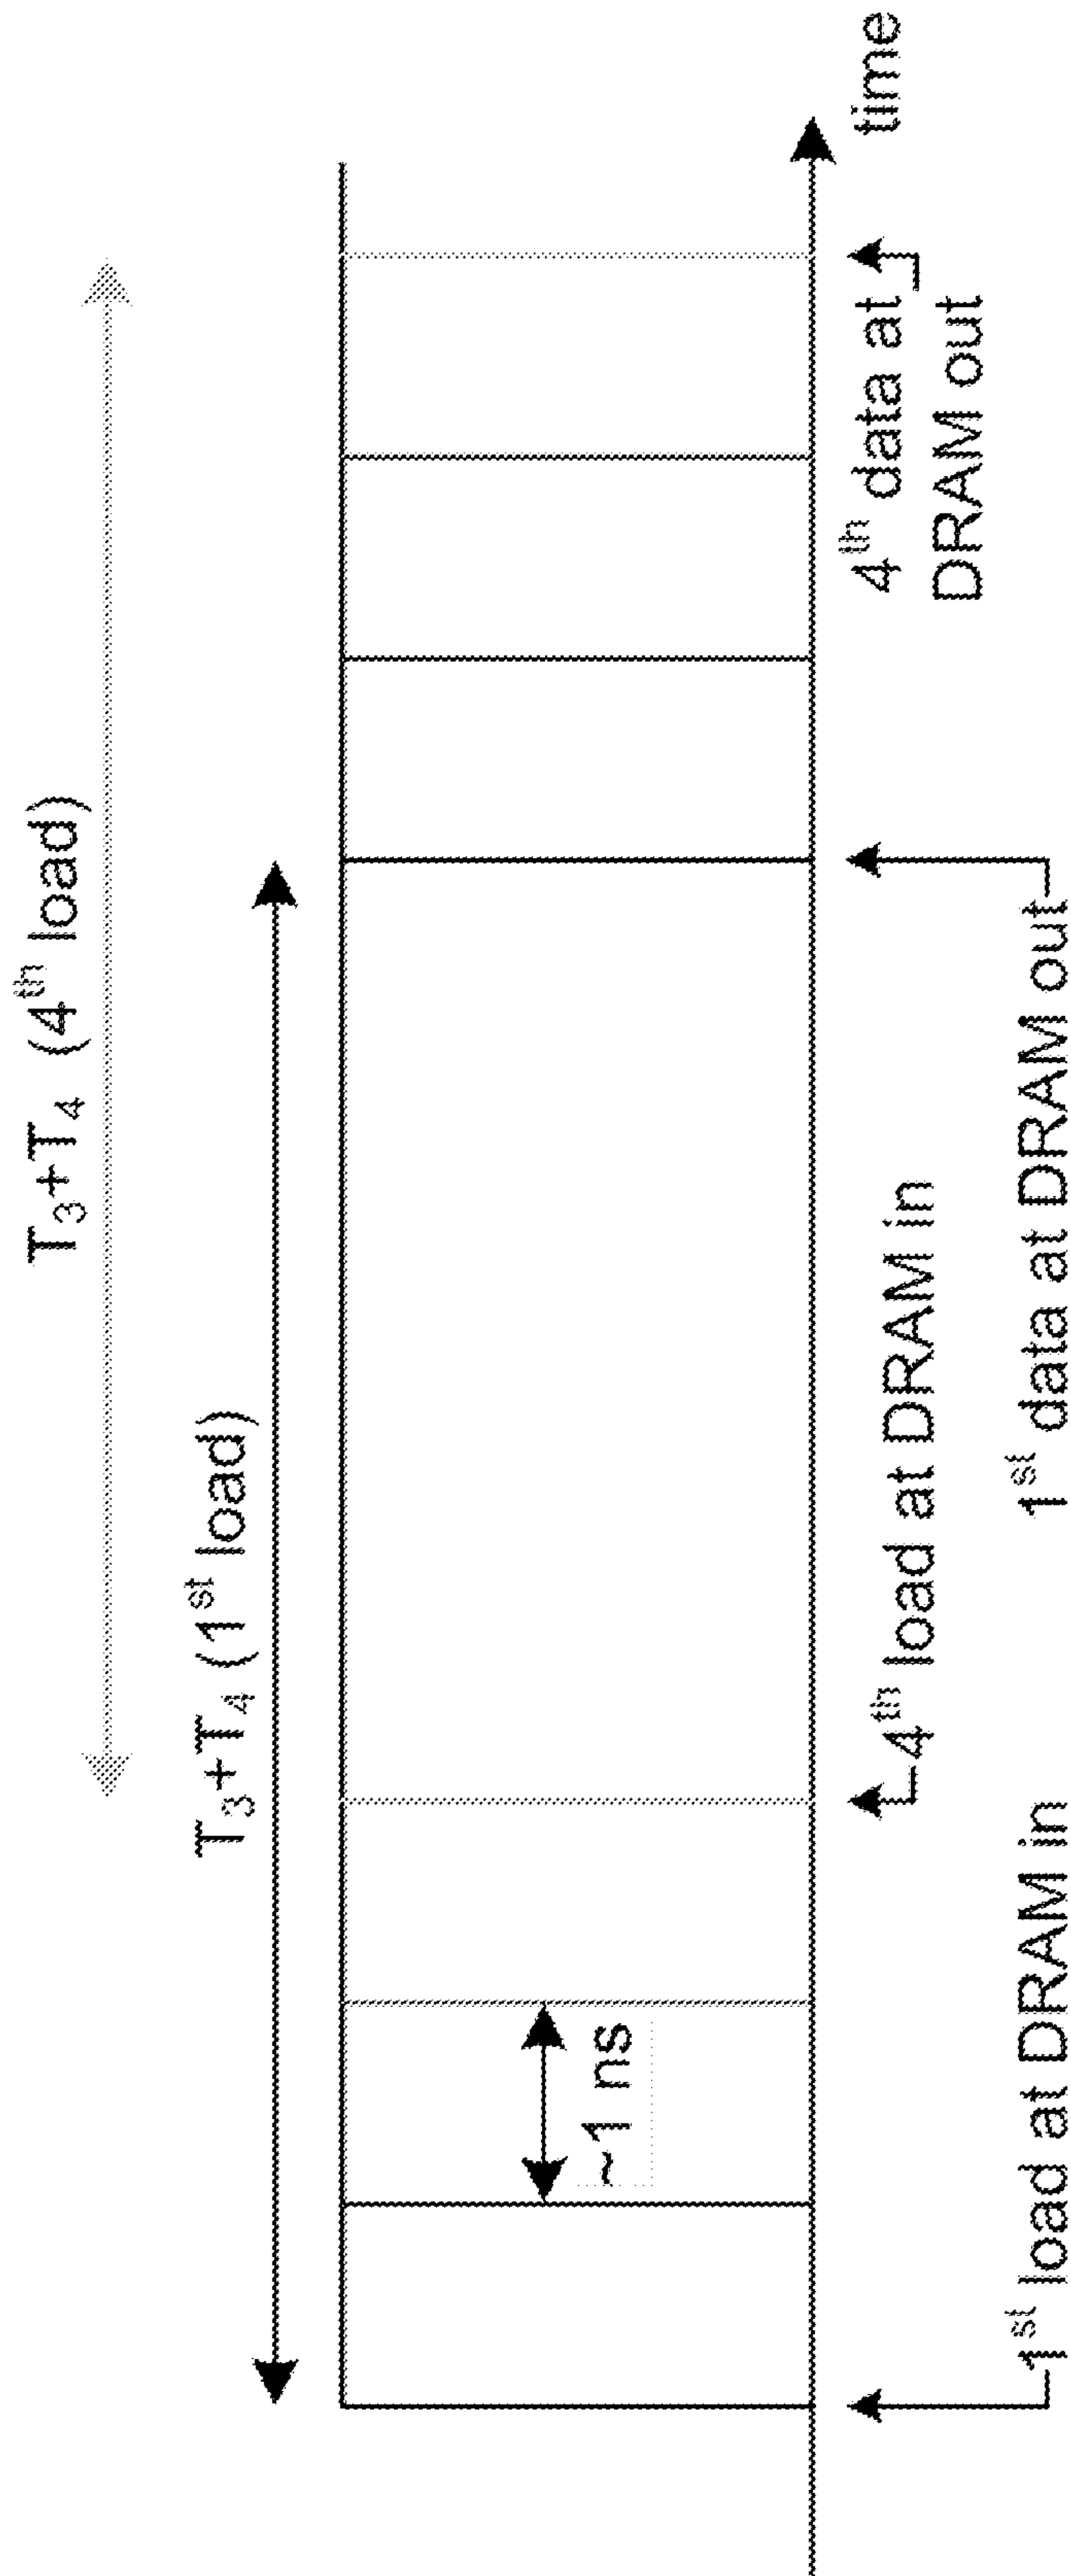 T₃+T₄ (4ᵗʰ load)
T₃+T₄ (1ˢᵗ load)
~1 ns
time
4ᵗʰ load at DRAM in
4ᵗʰ data at
DRAM out
1ˢᵗ load at DRAM in
1ˢᵗ data at DRAM out